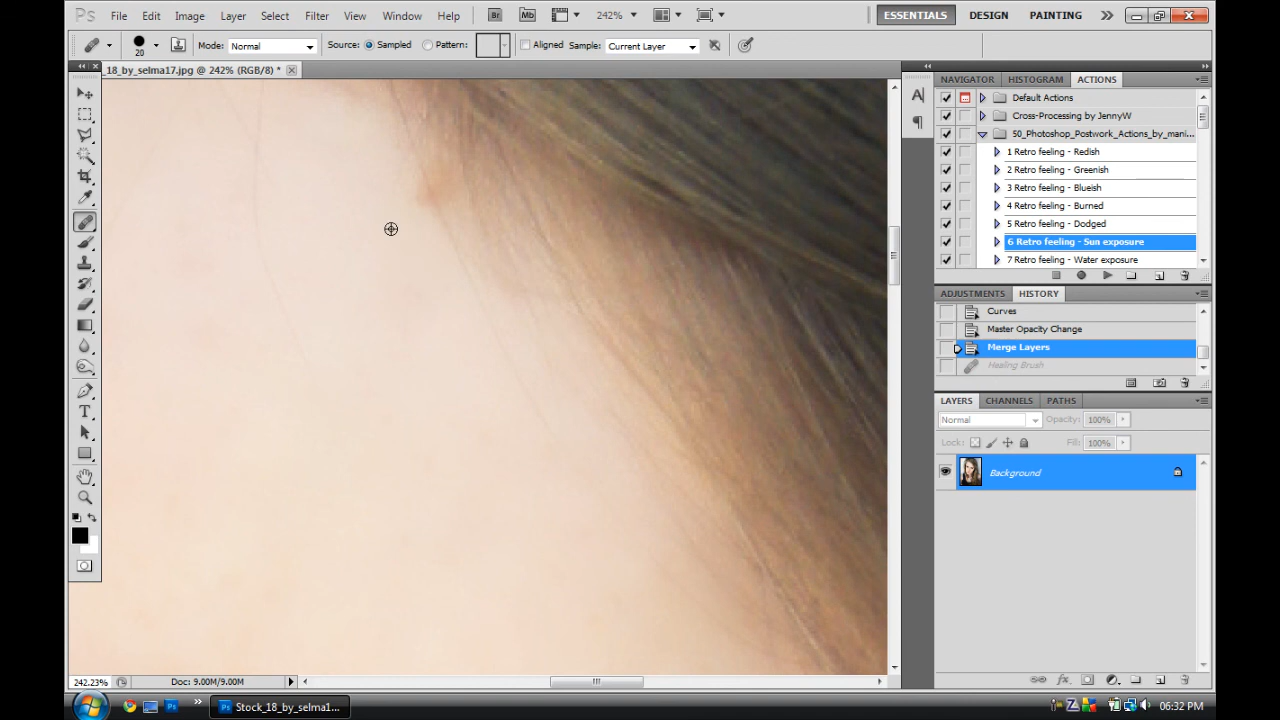 Ps File Edit Image Layer Select Filter View Window Help Br Mb 242% ESSENTIALS DESIGN PAINTING
20 Mode: Normal Source: Sampled Pattern: Aligned Sample: Current Layer
_18_by_selma17.jpg @ 242% (RGB/8) *
NAVIGATOR HISTOGRAM ACTIONS
Default Actions
Cross-Processing by JennyW
50_Photoshop_Postwork_Actions_by_mani...
1 Retro feeling - Redish
2 Retro feeling - Greenish
3 Retro feeling - Blueish
4 Retro feeling - Burned
5 Retro feeling - Dodged
6 Retro feeling - Sun exposure
7 Retro feeling - Water exposure
ADJUSTMENTS HISTORY
Curves
Master Opacity Change
Merge Layers
Healing Brush
LAYERS CHANNELS PATHS
Normal Opacity: 100%
Lock: Fill: 100%
Background
242.23% Doc: 9.00M/9.00M
Stock_18_by_selma1... 06:32 PM